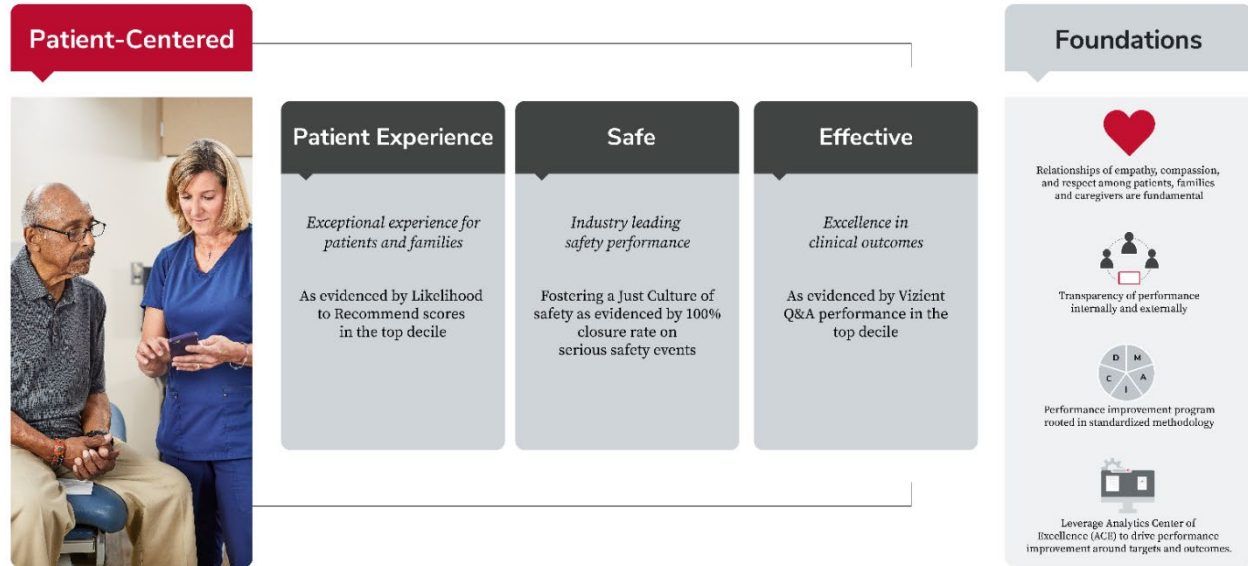 Patient-Centered
Patient Experience
Exceptional experience for
patients and families
As evidenced by Likelihood
to Recommend scores
in the top decile
Safe
Industry leading
safety performance
Fostering a Just Culture of
safety as evidenced by 100%
closure rate on
serious safety events
Effective
Excellence in
clinical outcomes
As evidenced by Vizient
Q&A performance in the
top decile
Foundations
Relationships of empathy, compassion,
and respect among patients, families
and caregivers are fundamental
Transparency of performance
internally and externally
D M
C A
I
Performance improvement program
rooted in standardized methodology
Leverage Analytics Center of
Excellence (ACE) to drive performance
improvement around targets and outcomes.